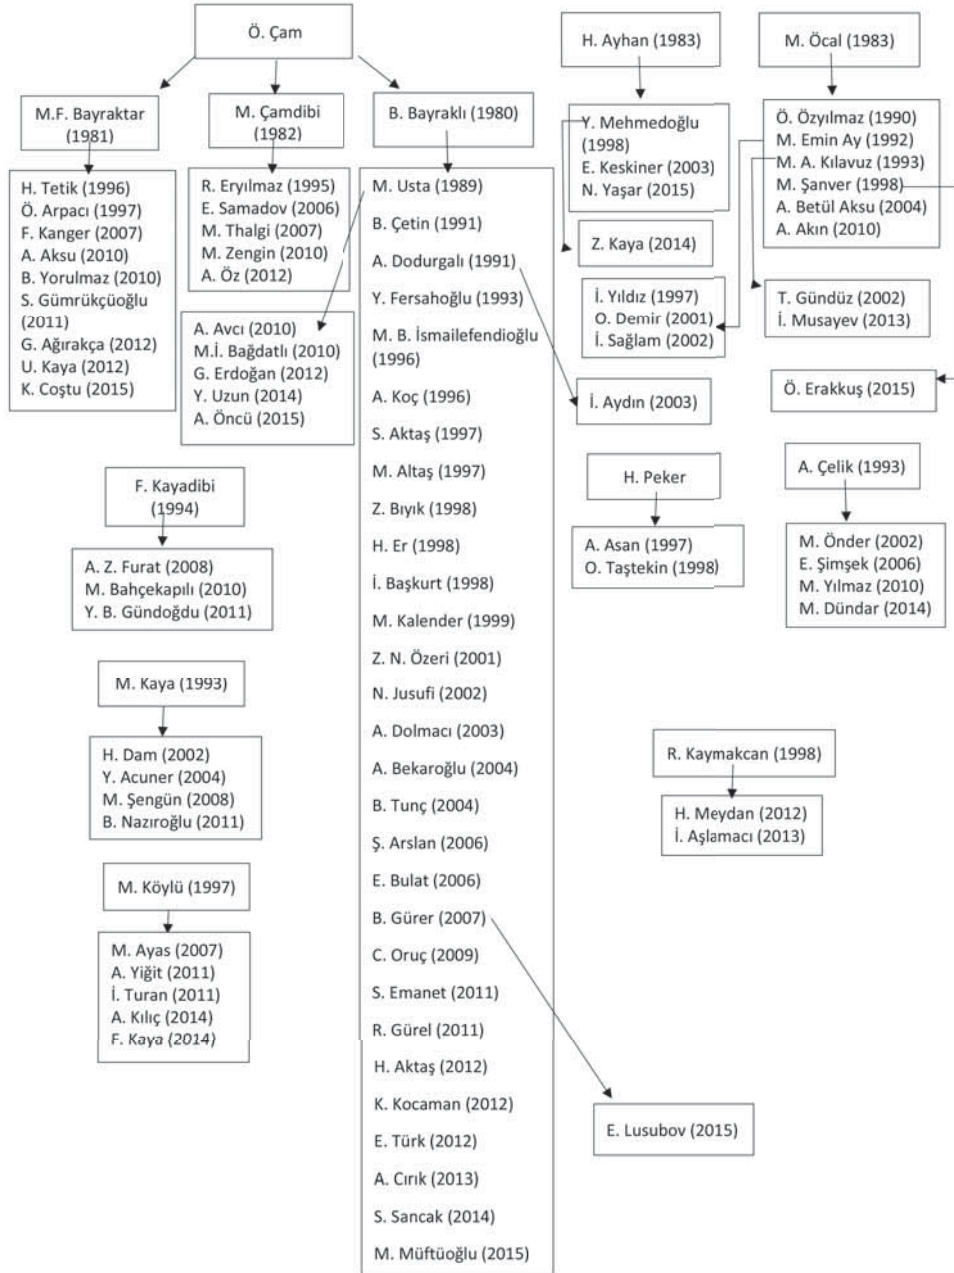 Ö. Çam
M.F. Bayraktar
(1981)
H. Tetik (1996)
Ö. Arpacı (1997)
F. Kanger (2007)
A. Aksu (2010)
B. Yorulmaz (2010)
S. Gümrükçüoğlu
(2011)
G. Ağırakça (2012)
U. Kaya (2012)
K. Coştu (2015)
M. Çamdibi
(1982)
R. Eryılmaz (1995)
E. Samadov (2006)
M. Thalgi (2007)
M. Zengin (2010)
A. Öz (2012)
A. Avcı (2010)
M.İ. Bağdatlı (2010)
G. Erdoğan (2012)
Y. Uzun (2014)
A. Öncü (2015)
B. Bayraklı (1980)
M. Usta (1989)
B. Çetin (1991)
A. Dodurgalı (1991)
Y. Fersahoğlu (1993)
M. B. İsmailefendioğlu
(1996)
A. Koç (1996)
S. Aktaş (1997)
M. Altaş (1997)
Z. Bıyık (1998)
H. Er (1998)
İ. Başkurt (1998)
M. Kalender (1999)
Z. N. Özeri (2001)
N. Jusufi (2002)
A. Dolmacı (2003)
A. Bekaroğlu (2004)
B. Tunç (2004)
Ş. Arslan (2006)
E. Bulat (2006)
B. Gürer (2007)
C. Oruç (2009)
S. Emanet (2011)
R. Gürel (2011)
H. Aktaş (2012)
K. Kocaman (2012)
E. Türk (2012)
A. Cırık (2013)
S. Sancak (2014)
M. Müftüoğlu (2015)
H. Ayhan (1983)
Y. Mehmedoğlu
(1998)
E. Keskiner (2003)
N. Yaşar (2015)
Z. Kaya (2014)
İ. Yıldız (1997)
O. Demir (2001)
İ. Sağlam (2002)
İ. Aydın (2003)
M. Öcal (1983)
Ö. Özyılmaz (1990)
M. Emin Ay (1992)
M. A. Kılavuz (1993)
M. Şanver (1998)
A. Betül Aksu (2004)
A. Akın (2010)
T. Gündüz (2002)
İ. Musayev (2013)
Ö. Erakkuş (2015)
F. Kayadibi
(1994)
A. Z. Furat (2008)
M. Bahçekapılı (2010)
Y. B. Gündoğdu (2011)
H. Peker
A. Asan (1997)
O. Taştekin (1998)
A. Çelik (1993)
M. Önder (2002)
E. Şimşek (2006)
M. Yılmaz (2010)
M. Dündar (2014)
M. Kaya (1993)
H. Dam (2002)
Y. Acuner (2004)
M. Şengün (2008)
B. Nazıroğlu (2011)
R. Kaymakcan (1998)
H. Meydan (2012)
İ. Aşlamacı (2013)
M. Köylü (1997)
M. Ayas (2007)
A. Yiğit (2011)
İ. Turan (2011)
A. Kılıç (2014)
F. Kaya (2014)
E. Lusubov (2015)